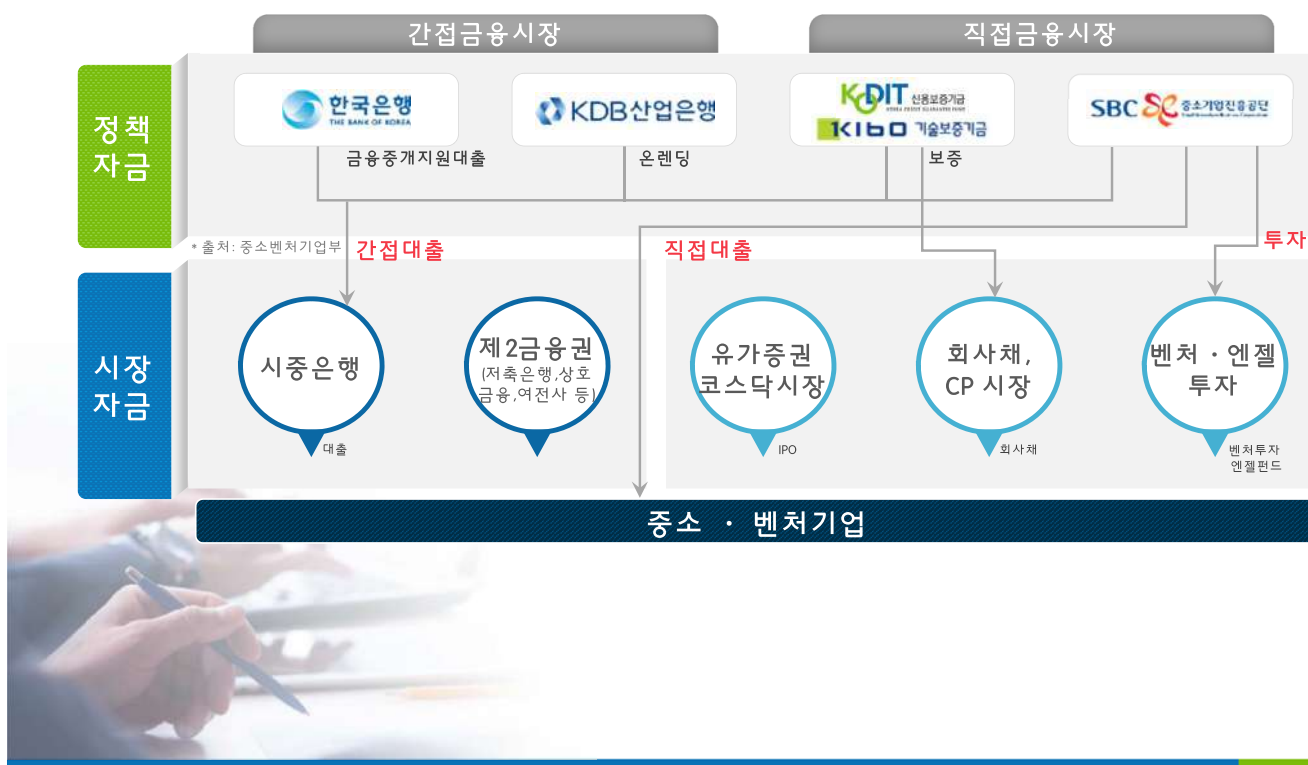 간접금융시장
직접금융시장
정책
자금
한국은행
THE BANK OF KOREA
KDB산업은행
KODIT 신용보증기금
KIBO 기술보증기금
SBC 중소기업진흥공단
금융중개지원대출
온렌딩
보증
* 출처: 중소벤처기업부
간접대출
직접대출
투자
시장
자금
시중은행
제2금융권
(저축은행,상호
금융,여전사 등)
유가증권
코스닥시장
회사채,
CP 시장
벤처·엔젤
투자
대출
IPO
회사채
벤처투자
엔젤펀드
중소 · 벤처기업